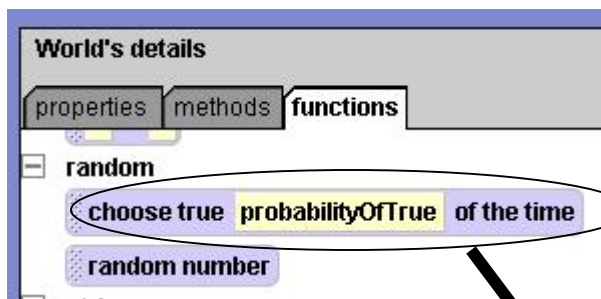 World's details
properties methods functions
random
choose true probabilityOfTrue of the time
random number